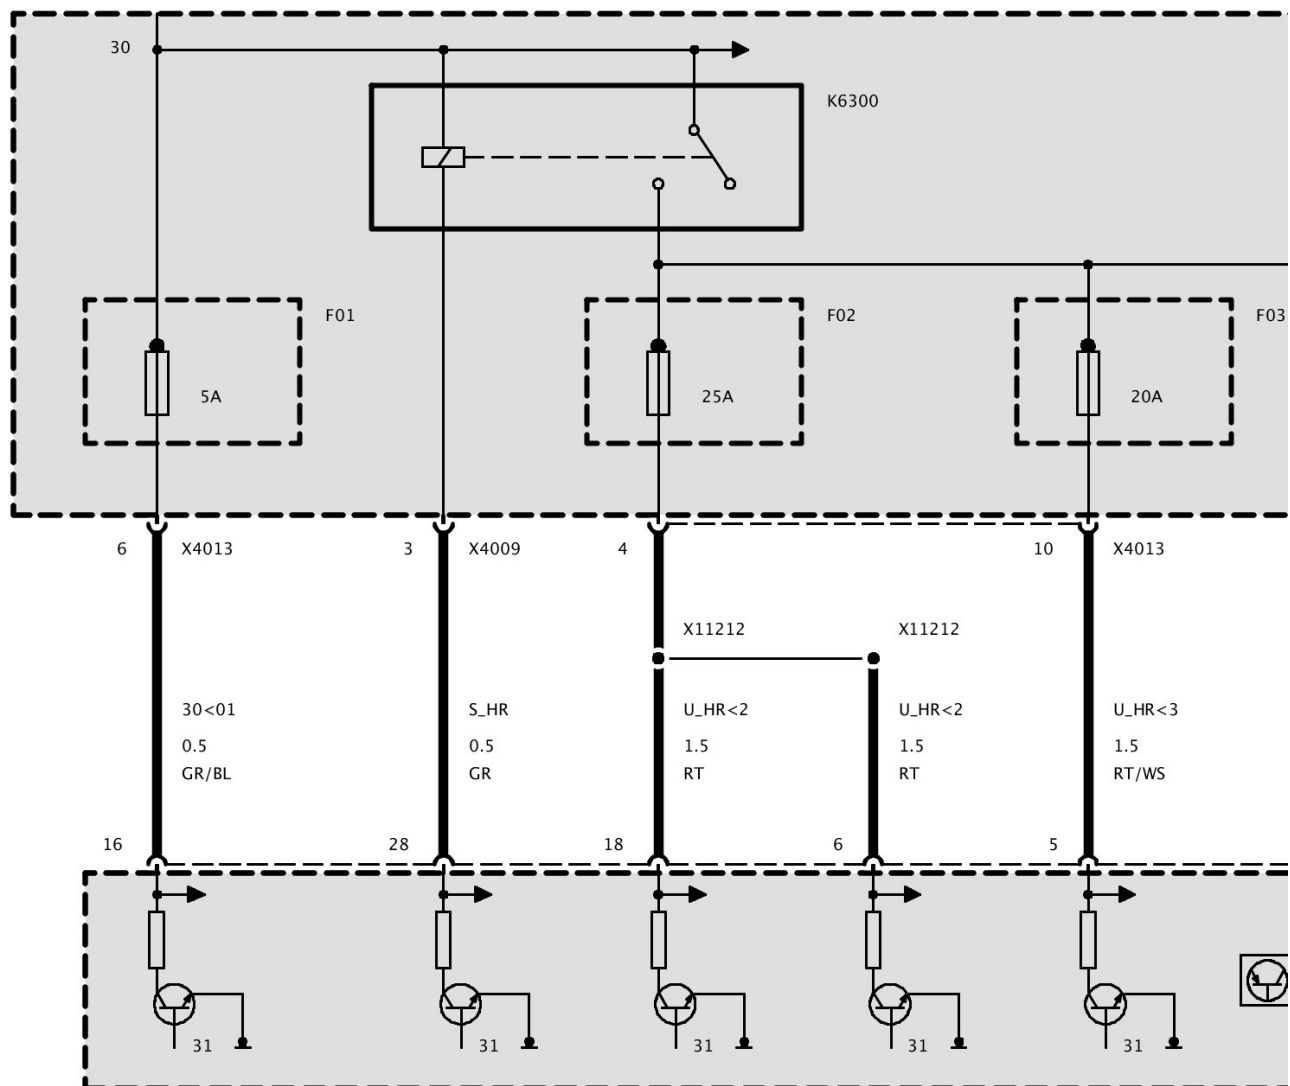 30
K6300
F01
F02
F03
5A
25A
20A
6 X4013
3 X4009
4
10 X4013
X11212
X11212
30<01
S_HR
U_HR<2
U_HR<2
U_HR<3
0.5
0.5
1.5
1.5
1.5
GR/BL
GR
RT
RT
RT/WS
16
28
18
6
5
31
31
31
31
31